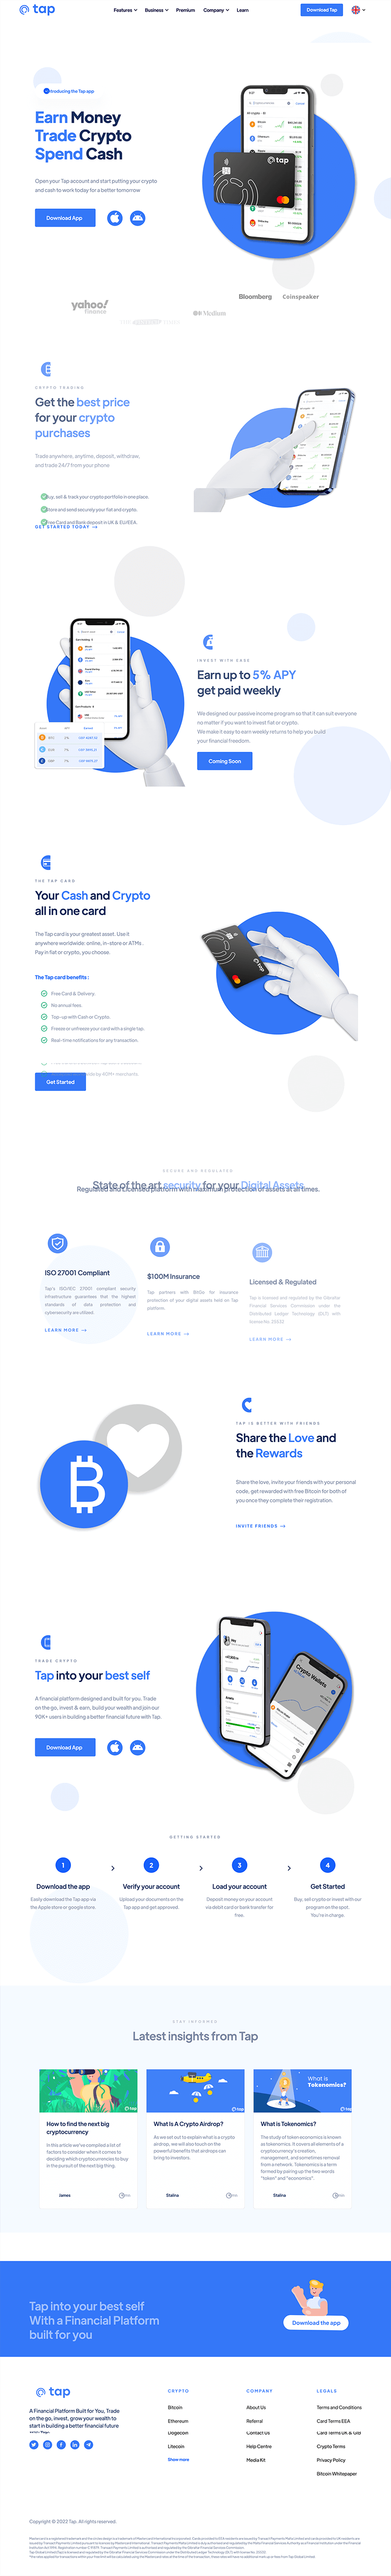 tap
Features
Business
Premium
Company
Learn
Download Tap
Introducing the Tap app
Earn Money
Trade Crypto
Spend Cash
Open your Tap account and start putting your crypto
and cash to work today for a better tomorrow
Download App
tap
yahoo!
finance
Medium
Bloomberg
Coinspeaker
CRYPTO TRADING
Get the best price
for your crypto
purchases
Trade anywhere, anytime, deposit, withdraw,
and trade 24/7 from your phone
Buy, sell & track your crypto portfolio in one place.
Store and send securely your fiat and crypto.
Free Card and Bank deposit in UK & EU/EEA.
GET STARTED TODAY
INVEST WITH EASE
Earn up to 5% APY
get paid weekly
We designed our passive income program so that it can suit everyone
no matter if you want to invest fiat or crypto.
We make it easy to earn weekly returns to help you build
your financial freedom.
Coming Soon
THE TAP CARD
Your Cash and Crypto
all in one card
The Tap card is your greatest asset. Use it
anywhere worldwide: online, in-store or ATMs.
Pay in fiat or crypto, you choose.
The Tap card benefits:
Free Card & Delivery.
No annual fees.
Top-up with Cash or Crypto.
Freeze or unfreeze your card with a single tap.
Real-time notifications for any transaction.
Get Started
tap
SECURE AND REGULATED
State of the art security for your Digital Assets
Regulated and Licensed platform with maximum protection of assets at all times.
ISO 27001 Compliant
Tap's ISO/IEC 27001 compliant security
infrastructure guarantees that the highest
standards of data protection and
cybersecurity are utilized.
LEARN MORE
$100M Insurance
Tap partners with BitGo for insurance
protection of your digital assets held on Tap
platform.
LEARN MORE
Licensed & Regulated
Tap is licensed and regulated by the Gibraltar
Financial Services Commission under the
Distributed Ledger Technology (DLT) with
LEARN MORE
TAP IS BETTER WITH FRIENDS
Share the Love and
the Rewards
Share the love, invite your friends with your personal
code, get rewarded with free Bitcoin for both of
you once they complete their registration.
INVITE FRIENDS
TRADE CRYPTO
Tap into your best self
A financial platform designed and built for you. Trade
on the go, invest & earn, build your wealth and join our
90K+ users in building a better financial future with Tap.
Download App
Crypto Wallets
GETTING STARTED
1
2
3
4
Download the app
Easily download the Tap app via
the Apple store or google store.
Verify your account
Upload your documents on the
Tap app and get approved.
Load your account
Deposit money on your account
via debit card or bank transfer for
free.
Get Started
Buy, sell crypto or invest with our
program on the spot.
You're in charge.
STAY INFORMED
Latest insights from Tap
tap
How to find the next big
cryptocurrency
In this article we've compiled a list of
factors to consider when it comes to
deciding which cryptocurrencies to buy
in the pursuit of the next big thing.
James
tap
What Is A Crypto Airdrop?
As we set out to explain what is a crypto
airdrop, we will also touch on the
powerful benefits that airdrops can
bring to investors.
Stalina
What is
Tokenomics?
tap
What is Tokenomics?
The study of token economics is known
as tokenomics. It covers all elements of a
cryptocurrency's creation,
management, and sometimes removal
from a network. Tokenomics is a term
formed by pairing up the two words
"token" and "economics".
Stalina
Tap into your best self
With a Financial Platform
built for you
Download the app
tap
A Financial Platform Built for You, Trade
on the go, invest, grow your wealth to
start in building a better financial future
CRYPTO
Bitcoin
Ethereum
Dogecoin
Litecoin
Show more
COMPANY
About Us
Referral
Contact Us
Help Centre
Media Kit
LEGALS
Terms and Conditions
Card Terms EEA
Card Terms UK & GIB
Crypto Terms
Privacy Policy
Bitcoin Whitepaper
Copyright © 2023 Tap. All rights reserved.